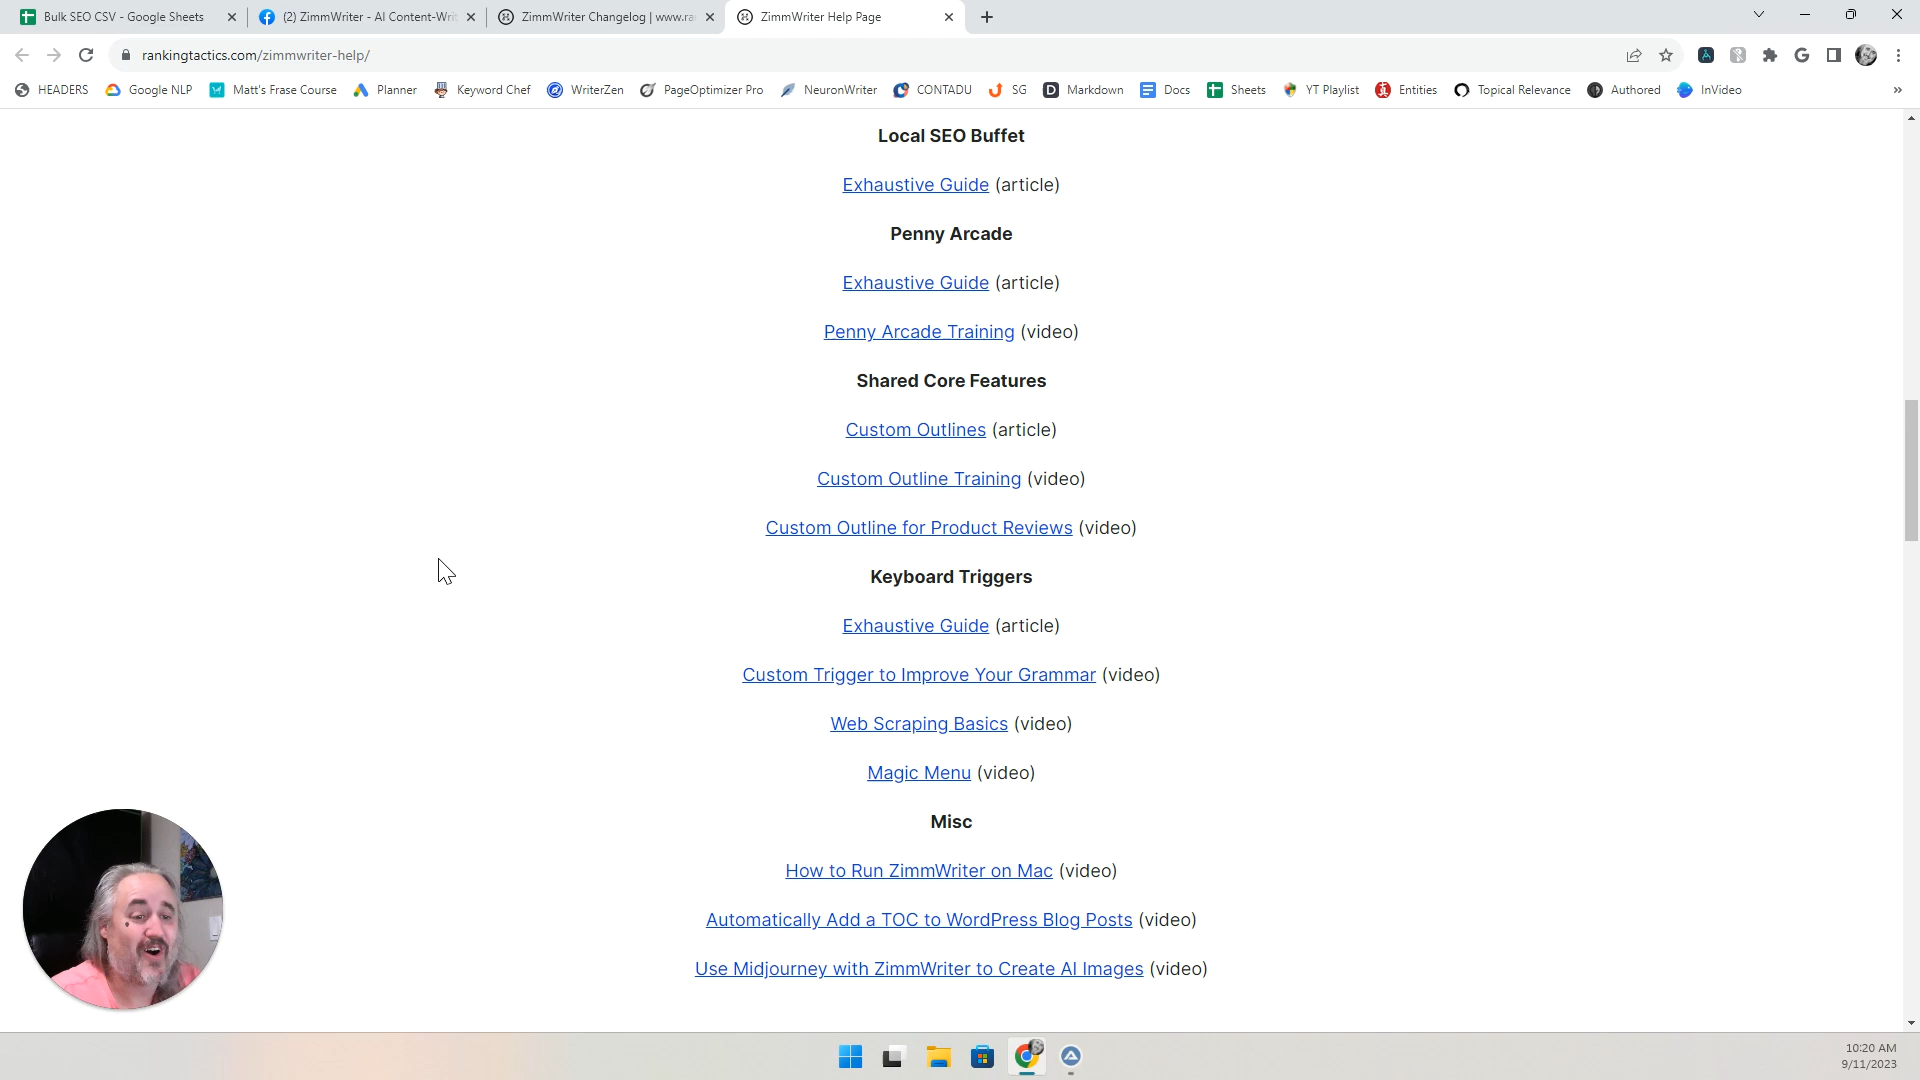 Bulk SEO CSV - Google Sheets
(2) ZimmWriter - AI Content-Writ
ZimmWriter Changelog | www.ra
ZimmWriter Help Page
rankingtactics.com/zimmwriter-help/
HEADERS
Google NLP
Matt's Frase Course
Planner
Keyword Chef
WriterZen
PageOptimizer Pro
NeuronWriter
CONTADU
SG
Markdown
Docs
Sheets
YT Playlist
Entities
Topical Relevance
Authored
InVideo
Local SEO Buffet
Exhaustive Guide (article)
Penny Arcade
Exhaustive Guide (article)
Penny Arcade Training (video)
Shared Core Features
Custom Outlines (article)
Custom Outline Training (video)
Custom Outline for Product Reviews (video)
Keyboard Triggers
Exhaustive Guide (article)
Custom Trigger to Improve Your Grammar (video)
Web Scraping Basics (video)
Magic Menu (video)
Misc
How to Run ZimmWriter on Mac (video)
Automatically Add a TOC to WordPress Blog Posts (video)
Use Midjourney with ZimmWriter to Create AI Images (video)
10:20 AM
9/11/2023